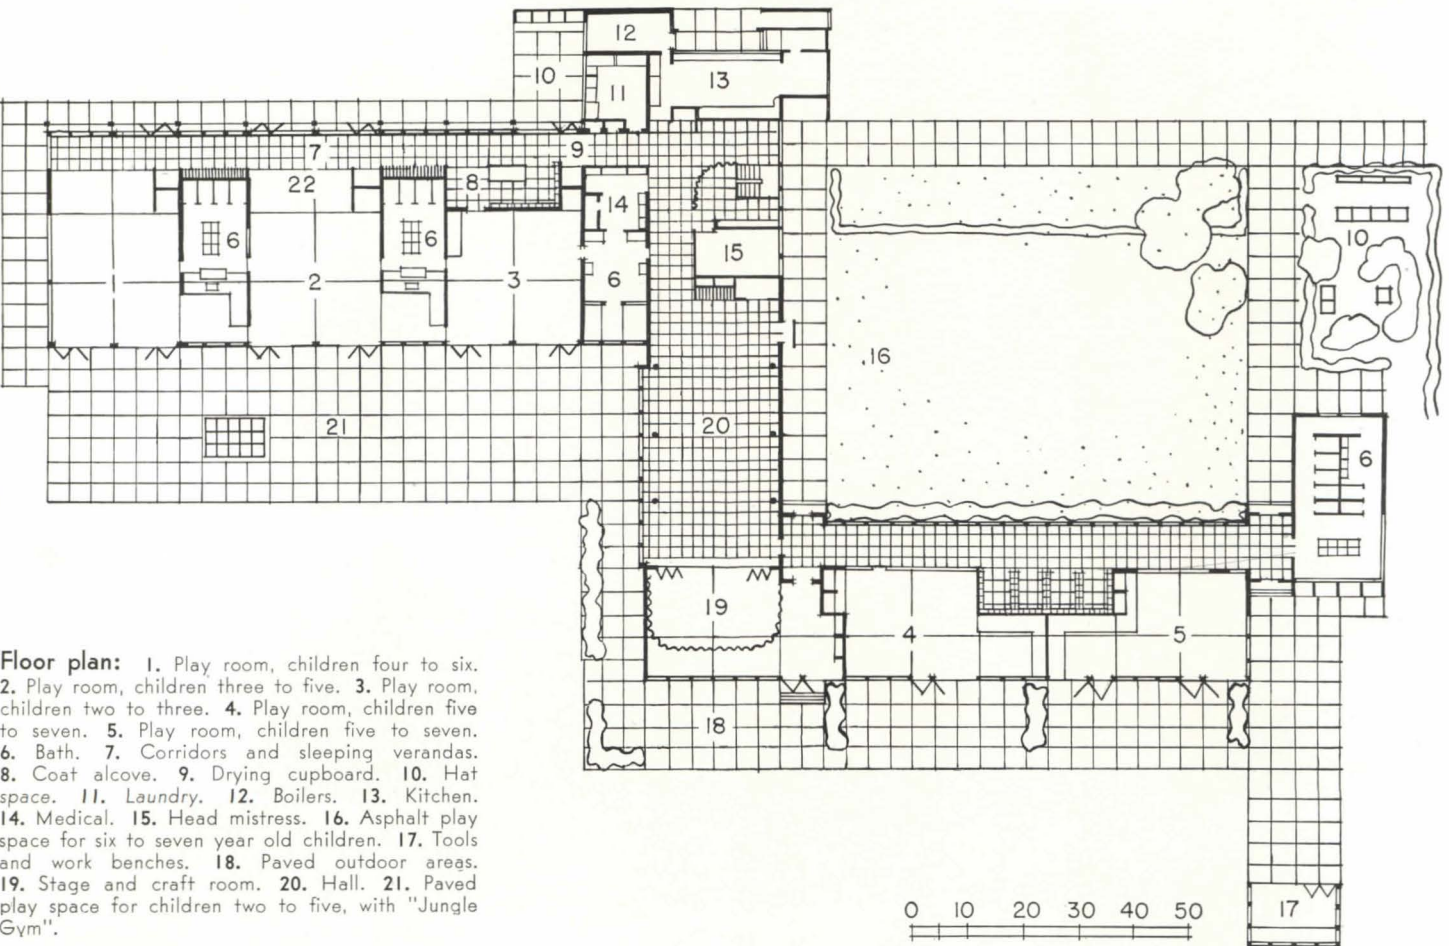 12
10
11
13
7
9
22
8
14
6
6
15
1
2
3
6
10
16
21
20
6
19
4
5
18
17
0 10 20 30 40 50
Floor plan: 1. Play room, children four to six.
2. Play room, children three to five. 3. Play room,
children two to three. 4. Play room, children five
to seven. 5. Play room, children five to seven.
6. Bath. 7. Corridors and sleeping verandas.
8. Coat alcove. 9. Drying cupboard. 10. Hat
space. 11. Laundry. 12. Boilers. 13. Kitchen.
14. Medical. 15. Head mistress. 16. Asphalt play
space for six to seven year old children. 17. Tools
and work benches. 18. Paved outdoor areas.
19. Stage and craft room. 20. Hall. 21. Paved
play space for children two to five, with "Jungle
Gym".